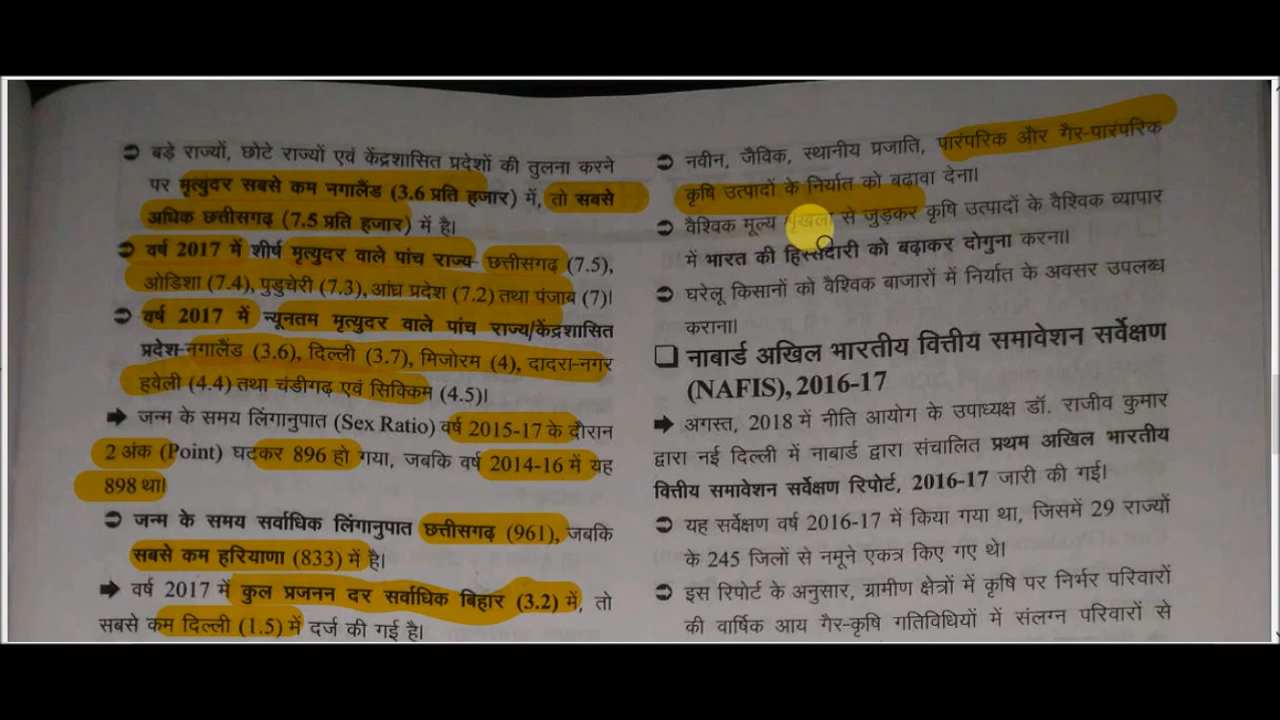 ➲ बड़े राज्यों, छोटे राज्यों एवं केंद्रशासित प्रदेशों की तुलना करने
पर मृत्युदर सबसे कम नगालैंड (3.6 प्रति हजार) में, तो सबसे
अधिक छत्तीसगढ़ (7.5 प्रति हजार) में है।
➲ वर्ष 2017 में शीर्ष मृत्युदर वाले पांच राज्य- छत्तीसगढ़ (7.5),
ओडिशा (7.4), पुडुचेरी (7.3), आंध्र प्रदेश (7.2) तथा पंजाब (7)।
➲ वर्ष 2017 में न्यूनतम मृत्युदर वाले पांच राज्य/केंद्रशासित
प्रदेश-नगालैंड (3.6), दिल्ली (3.7), मिजोरम (4), दादरा-नगर
हवेली (4.4) तथा चंडीगढ़ एवं सिक्किम (4.5)।
➡ जन्म के समय लिंगानुपात (Sex Ratio) वर्ष 2015-17 के दौरान
2 अंक (Point) घटकर 896 हो गया, जबकि वर्ष 2014-16 में यह
898 था।
➲ जन्म के समय सर्वाधिक लिंगानुपात छत्तीसगढ़ (961), जबकि
सबसे कम हरियाणा (833) में है।
➡ वर्ष 2017 में कुल प्रजनन दर सर्वाधिक बिहार (3.2) में, तो
सबसे कम दिल्ली (1.5) में दर्ज की गई है।
➲ नवीन, जैविक, स्थानीय प्रजाति, पारंपरिक और गैर-पारंपरिक
कृषि उत्पादों के निर्यात को बढ़ावा देना।
➲ वैश्विक मूल्य शृंखला से जुड़कर कृषि उत्पादों के वैश्विक व्यापार
में भारत की हिस्सेदारी को बढ़ाकर दोगुना करना।
➲ घरेलू किसानों को वैश्विक बाजारों में निर्यात के अवसर उपलब्ध
कराना।
❑ नाबार्ड अखिल भारतीय वित्तीय समावेशन सर्वेक्षण
(NAFIS), 2016-17
➡ अगस्त, 2018 में नीति आयोग के उपाध्यक्ष डॉ. राजीव कुमार
द्वारा नई दिल्ली में नाबार्ड द्वारा संचालित प्रथम अखिल भारतीय
वित्तीय समावेशन सर्वेक्षण रिपोर्ट, 2016-17 जारी की गई।
➲ यह सर्वेक्षण वर्ष 2016-17 में किया गया था, जिसमें 29 राज्यों
के 245 जिलों से नमूने एकत्र किए गए थे।
➲ इस रिपोर्ट के अनुसार, ग्रामीण क्षेत्रों में कृषि पर निर्भर परिवारों
की वार्षिक आय गैर-कृषि गतिविधियों में संलग्न परिवारों से